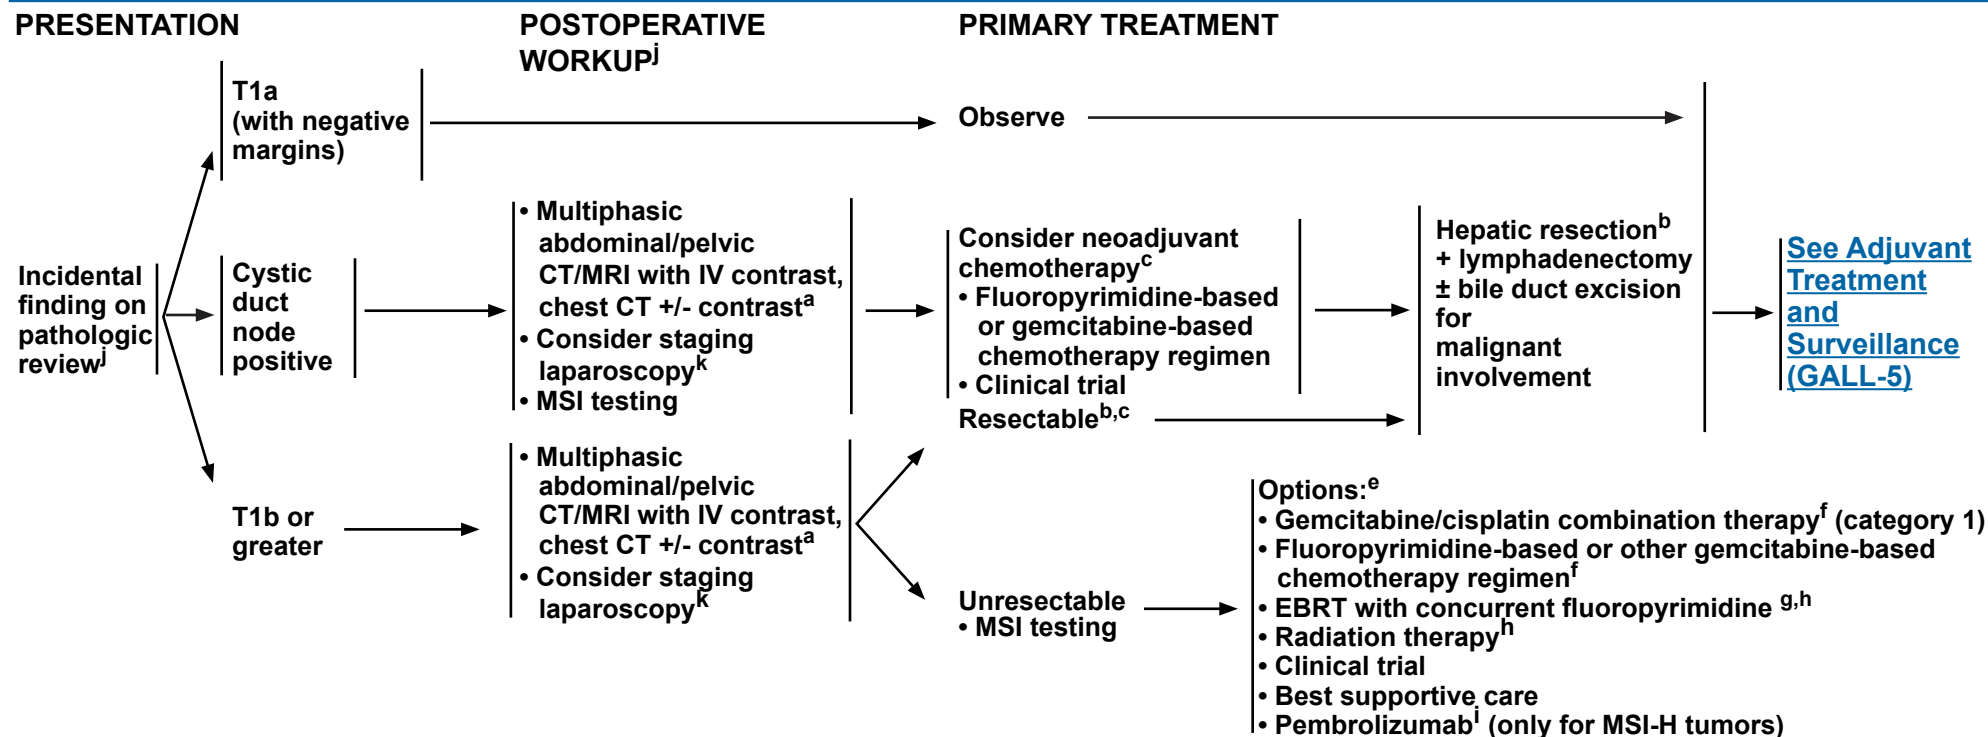 PRESENTATION
POSTOPERATIVE
WORKUPj
PRIMARY TREATMENT
Incidental
finding on
pathologic
reviewj
T1a
(with negative
margins)
Observe
Cystic
duct
node
positive
• Multiphasic
abdominal/pelvic
CT/MRI with IV contrast,
chest CT +/- contrasta
• Consider staging
laparoscopyk
• MSI testing
Consider neoadjuvant
chemotherapyc
• Fluoropyrimidine-based
or gemcitabine-based
chemotherapy regimen
• Clinical trial
Resectableb,c
Hepatic resectionb
+ lymphadenectomy
± bile duct excision
for
malignant
involvement
See Adjuvant
Treatment
and
Surveillance
(GALL-5)
T1b or
greater
• Multiphasic
abdominal/pelvic
CT/MRI with IV contrast,
chest CT +/- contrasta
• Consider staging
laparoscopyk
Unresectable
• MSI testing
Options:e
• Gemcitabine/cisplatin combination therapyf (category 1)
• Fluoropyrimidine-based or other gemcitabine-based
chemotherapy regimenf
• EBRT with concurrent fluoropyrimidine g,h
• Radiation therapyh
• Clinical trial
• Best supportive care
• Pembrolizumabi (only for MSI-H tumors)